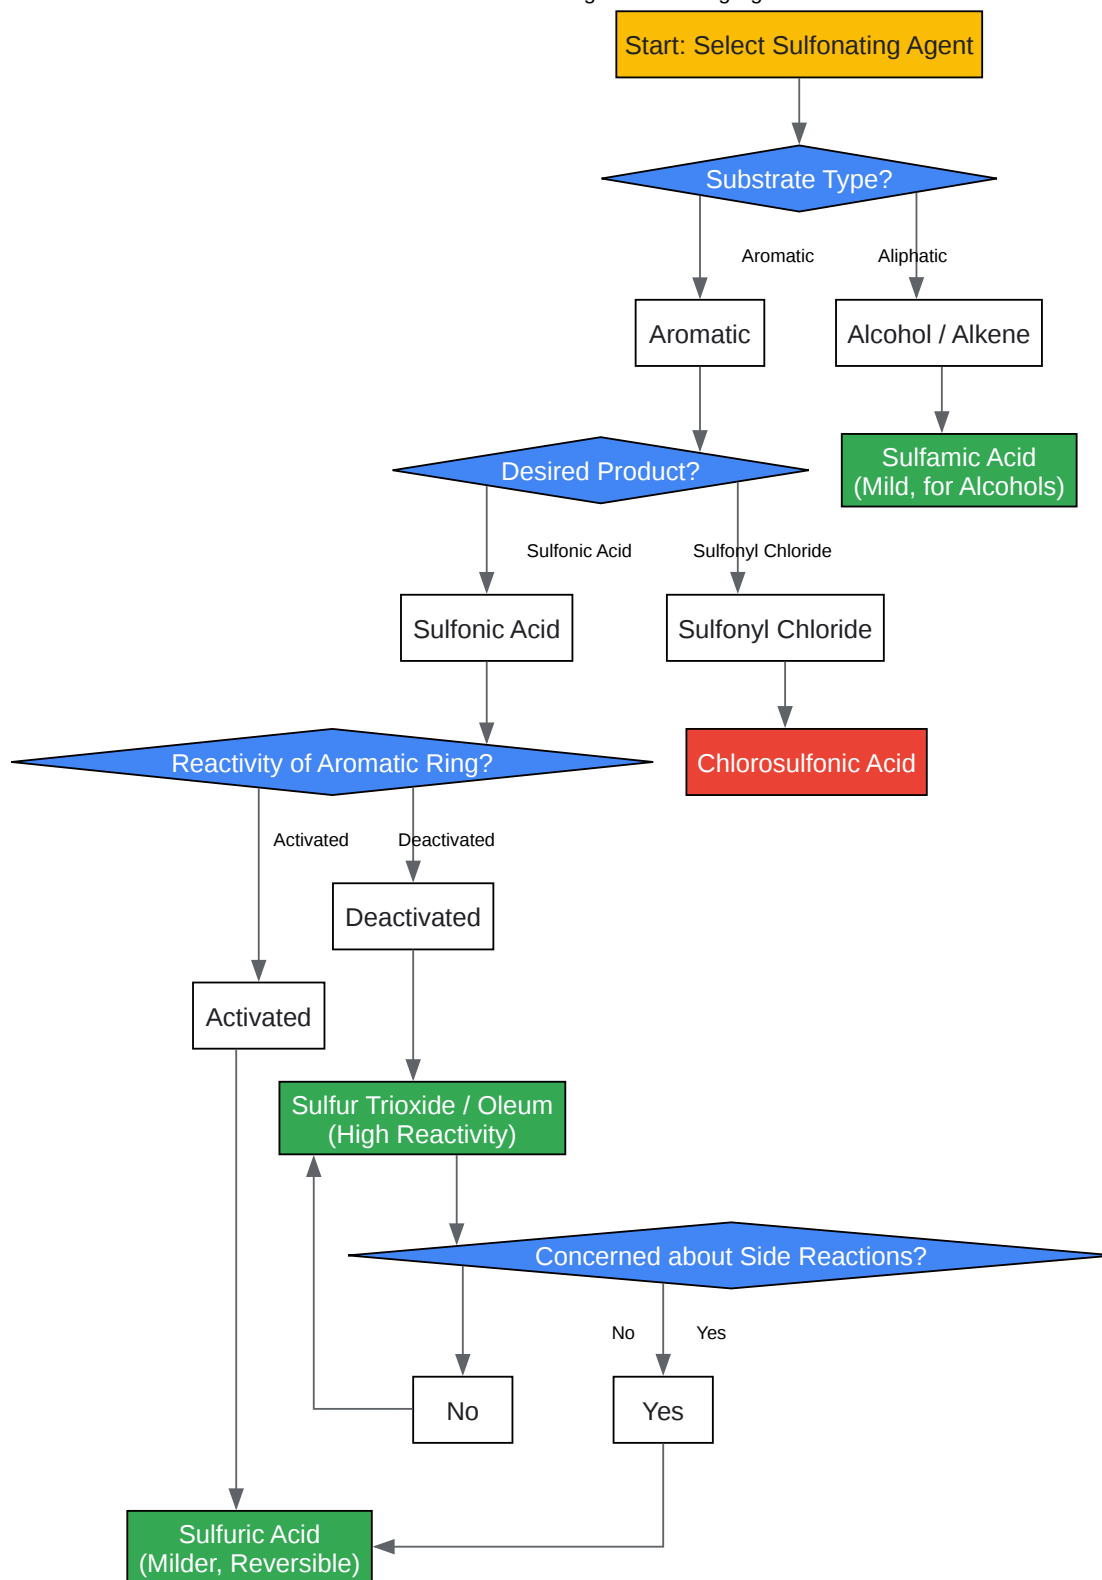 Start: Select Sulfonating Agent
Substrate Type?
Aromatic
Aliphatic
Aromatic
Alcohol / Alkene
Desired Product?
Sulfamic Acid
(Mild, for Alcohols)
Sulfonic Acid
Sulfonyl Chloride
Sulfonic Acid
Sulfonyl Chloride
Reactivity of Aromatic Ring?
Chlorosulfonic Acid
Activated
Deactivated
Deactivated
Activated
Sulfur Trioxide / Oleum
(High Reactivity)
Concerned about Side Reactions?
No
Yes
No
Yes
Sulfuric Acid
(Milder, Reversible)